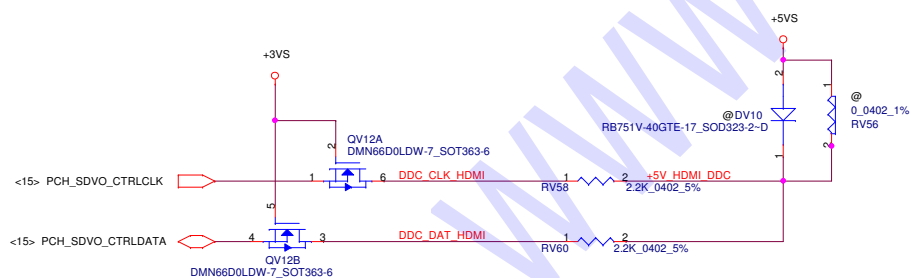 +5VS
+3VS
2
1
@
@DV10
0_0402_1%
RB751V-40GTE-17_SOD323-2~D
RV56
QV12A
2
DMN66D0LDW-7_SOT363-6
1
2
<15> PCH_SDVO_CTRLCLK
1
6
DDC_CLK_HDMI
1
2
+5V_HDMI_DDC
RV58
2.2K_0402_5%
5
<15> PCH_SDVO_CTRLDATA
4
3
DDC_DAT_HDMI
1
2
RV60
2.2K_0402_5%
QV12B
DMN66D0LDW-7_SOT363-6
WWW